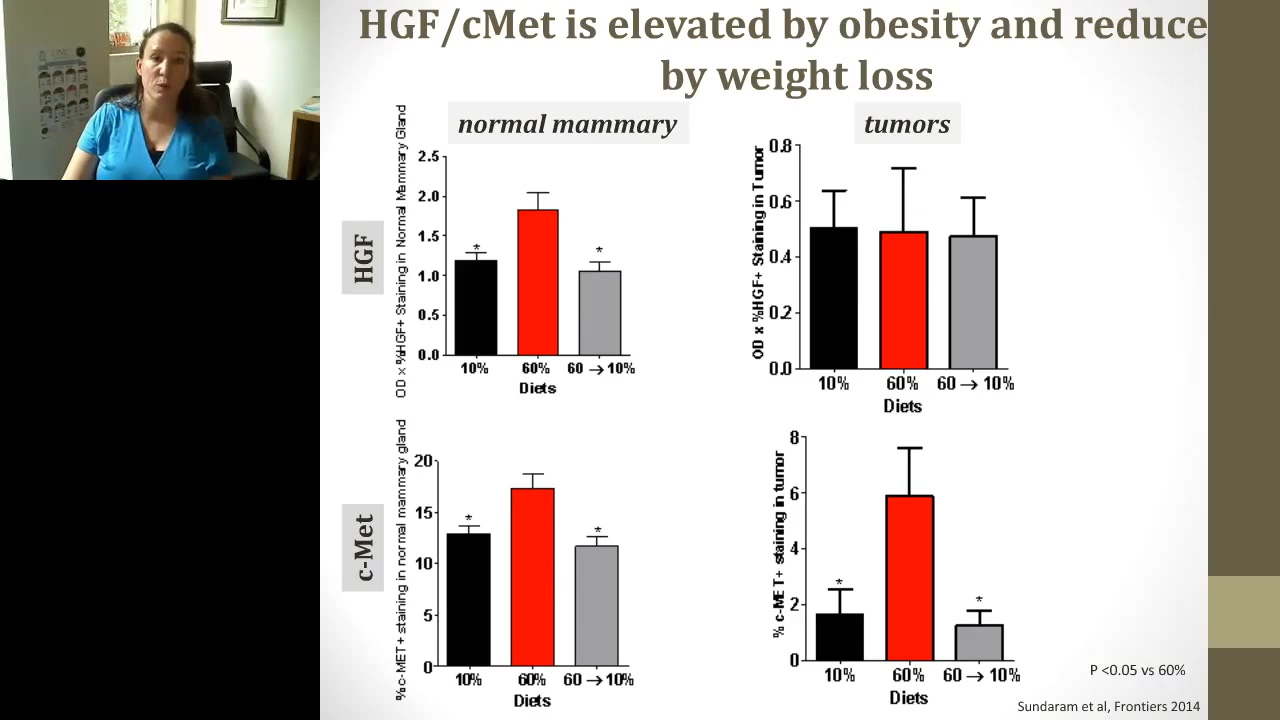 HGF/cMet is elevated by obesity and reduce
by weight loss
normal mammary
tumors
HGF
OD x %HGF+ Staining in Normal Mammary Gland
2.5
2.0
1.5
1.0
0.5
0.0
*
*
10%
60%
60 → 10%
Diets
OD x %HGF+ Staining in Tumor
0.8
0.6
0.4
0.2
0.0
10%
60%
60 → 10%
Diets
c-Met
% c-MET+ staining in normal mammary gland
20
15
10
5
0
*
*
10%
60%
60 → 10%
Diets
% c-MET+ staining in tumor
8
6
4
2
0
*
*
10%
60%
60 → 10%
Diets
P <0.05 vs 60%
Sundaram et al, Frontiers 2014